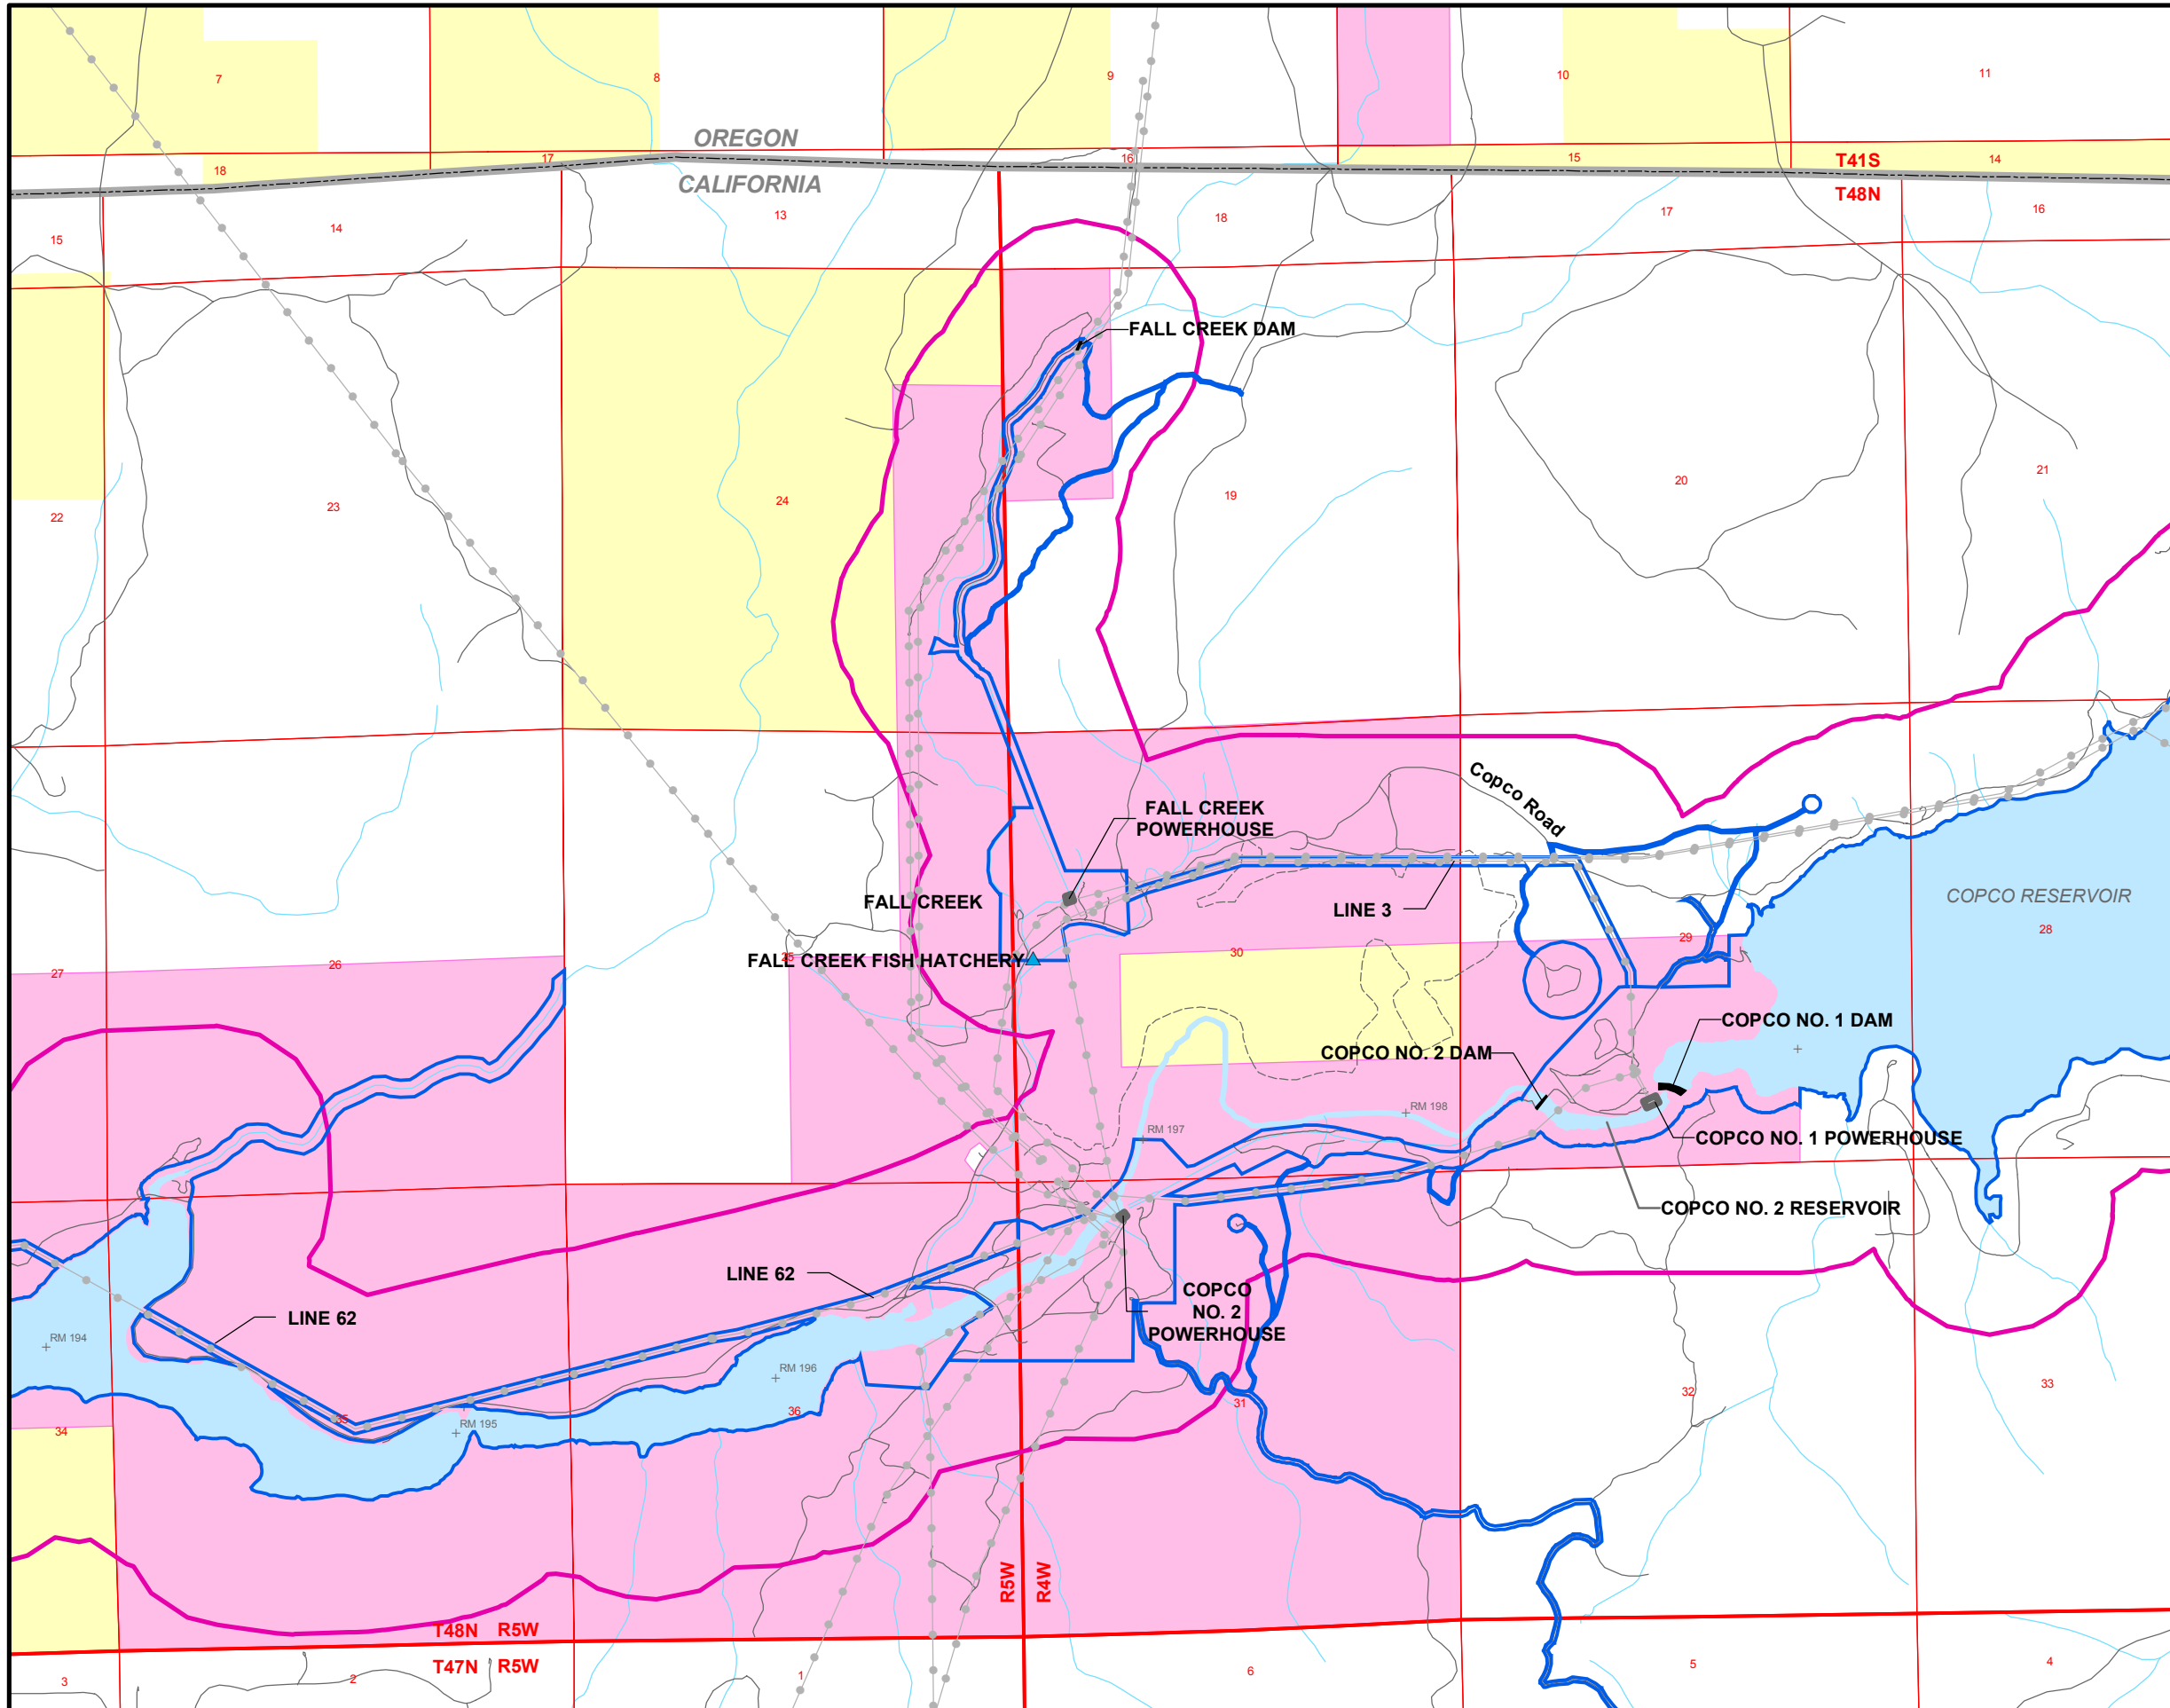 7
8
9
10
11
OREGON
18
17
16
15
T41S
14
CALIFORNIA
T48N
15
14
13
18
17
16
FALL CREEK DAM
22
23
24
19
20
21
Copco Road
FALL CREEK
POWERHOUSE
FALL CREEK
LINE 3
COPCO RESERVOIR
28
27
26
25
FALL CREEK FISH HATCHERY
30
29
COPCO NO. 1 DAM
COPCO NO. 2 DAM
RM 198
RM 197
COPCO NO. 1 POWERHOUSE
COPCO NO. 2 RESERVOIR
LINE 62
LINE 62
COPCO
NO. 2
POWERHOUSE
RM 194
RM 196
RM 195
34
35
36
31
32
33
R5W
R4W
T48N R5W
T47N R5W
3
2
1
6
5
4